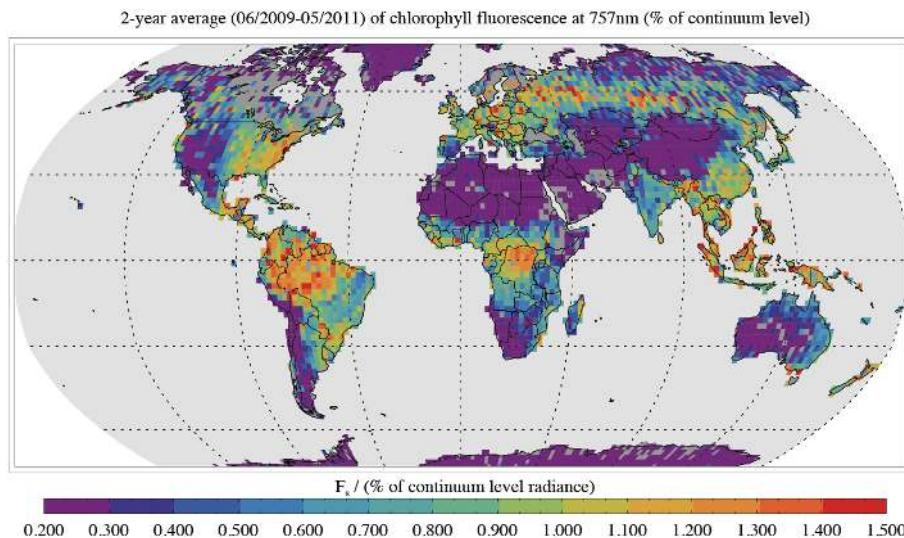 2-year average (06/2009-05/2011) of chlorophyll fluorescence at 757nm (% of continuum level)
Fs / (% of continuum level radiance)
0.200 0.300 0.400 0.500 0.600 0.700 0.800 0.900 1.000 1.100 1.200 1.300 1.400 1.500